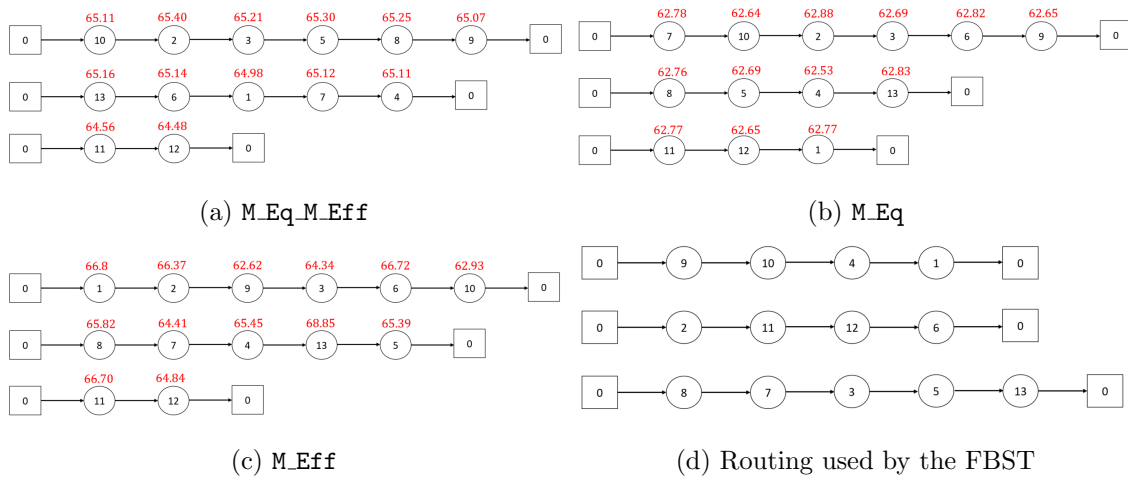 65.11 65.40 65.21 65.30 65.25 65.07
0 10 2 3 5 8 9 0
65.16 65.14 64.98 65.12 65.11
0 13 6 1 7 4 0
64.56 64.48
0 11 12 0
(a) M_Eq_M_Eff
62.78 62.64 62.88 62.69 62.82 62.65
0 7 10 2 3 6 9 0
62.76 62.69 62.53 62.83
0 8 5 4 13 0
62.77 62.65 62.77
0 11 12 1 0
(b) M_Eq
66.8 66.37 62.62 64.34 66.72 62.93
0 1 2 9 3 6 10 0
65.82 64.41 65.45 68.85 65.39
0 8 7 4 13 5 0
66.70 64.84
0 11 12 0
(c) M_Eff
0 9 10 4 1 0
0 2 11 12 6 0
0 8 7 3 5 13 0
(d) Routing used by the FBST